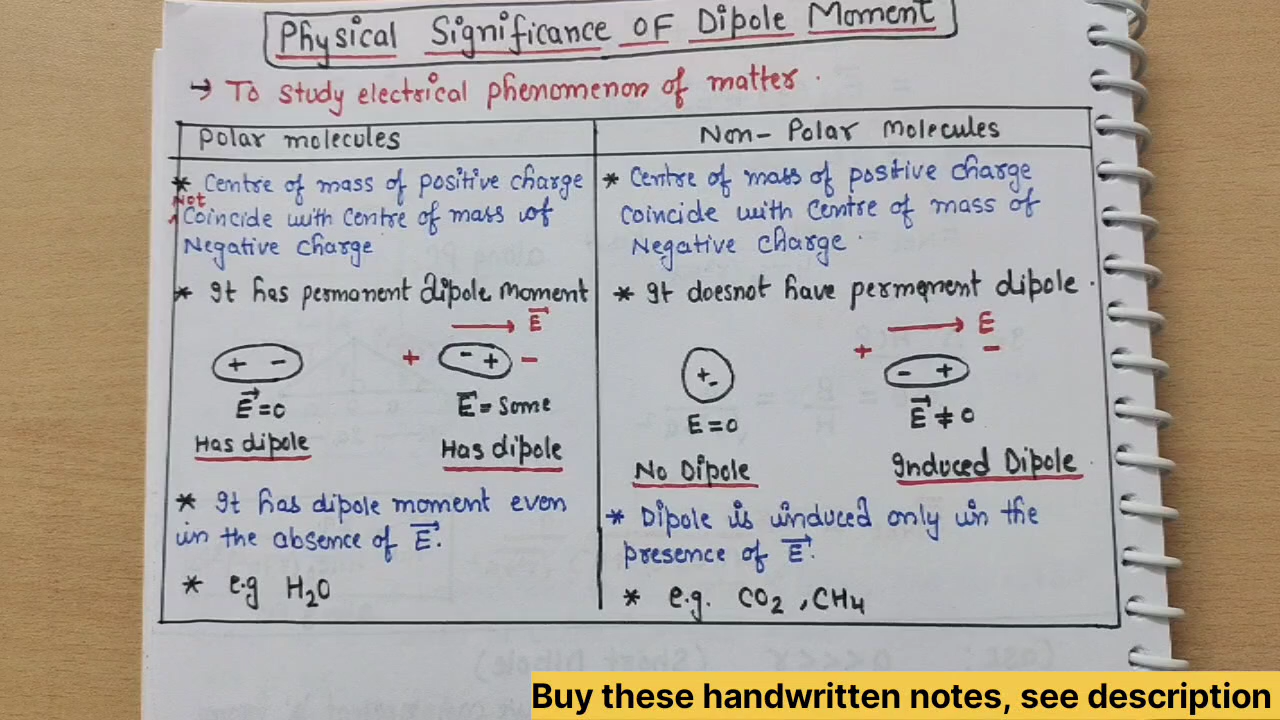 Physical Significance OF Dipole Moment
→ To study electrical phenomenon of matter.
Polar molecules
* Centre of mass of positive charge
Not
Coincide with Centre of mass of
Negative charge
* It has permanent dipole moment
E
+ -
+ - + -
E=0
E= Some
Has dipole
Has dipole
* It has dipole moment even
in the absence of E.
* e.g H2O
Non-Polar Molecules
* Centre of mass of positive charge
coincide with Centre of mass of
Negative charge.
* It doesnot have permanent dipole.
E
+ -
+- - +
E=0
E≠0
No Dipole
Induced Dipole.
* Dipole is induced only in the
presence of E.
* e.g. CO2, CH4
(Case: a<<<r (Short Dipole)
Buy these handwritten notes, see description